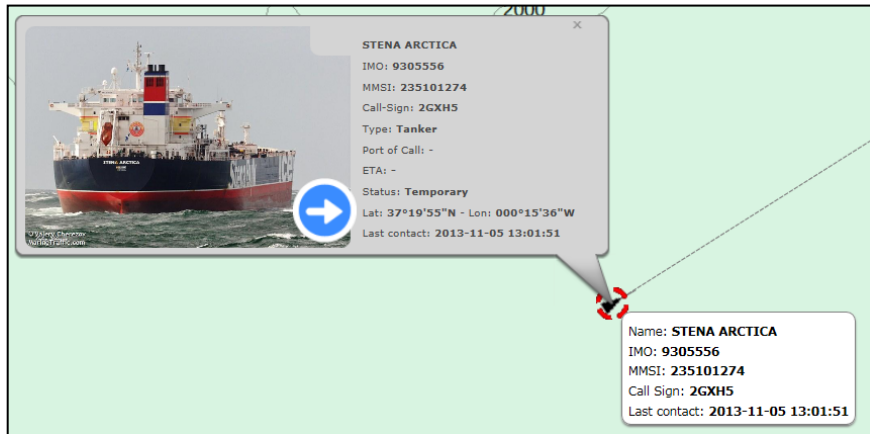 2000
STENA ARCTICA
IMO: 9305556
MMSI: 235101274
Call-Sign: 2GXH5
Type: Tanker
Port of Call: -
ETA: -
Status: Temporary
Lat: 37°19'55"N - Lon: 000°15'36"W
Last contact: 2013-11-05 13:01:51
STENA ARCTICA
Name: STENA ARCTICA
IMO: 9305556
MMSI: 235101274
Call Sign: 2GXH5
Last contact: 2013-11-05 13:01:51